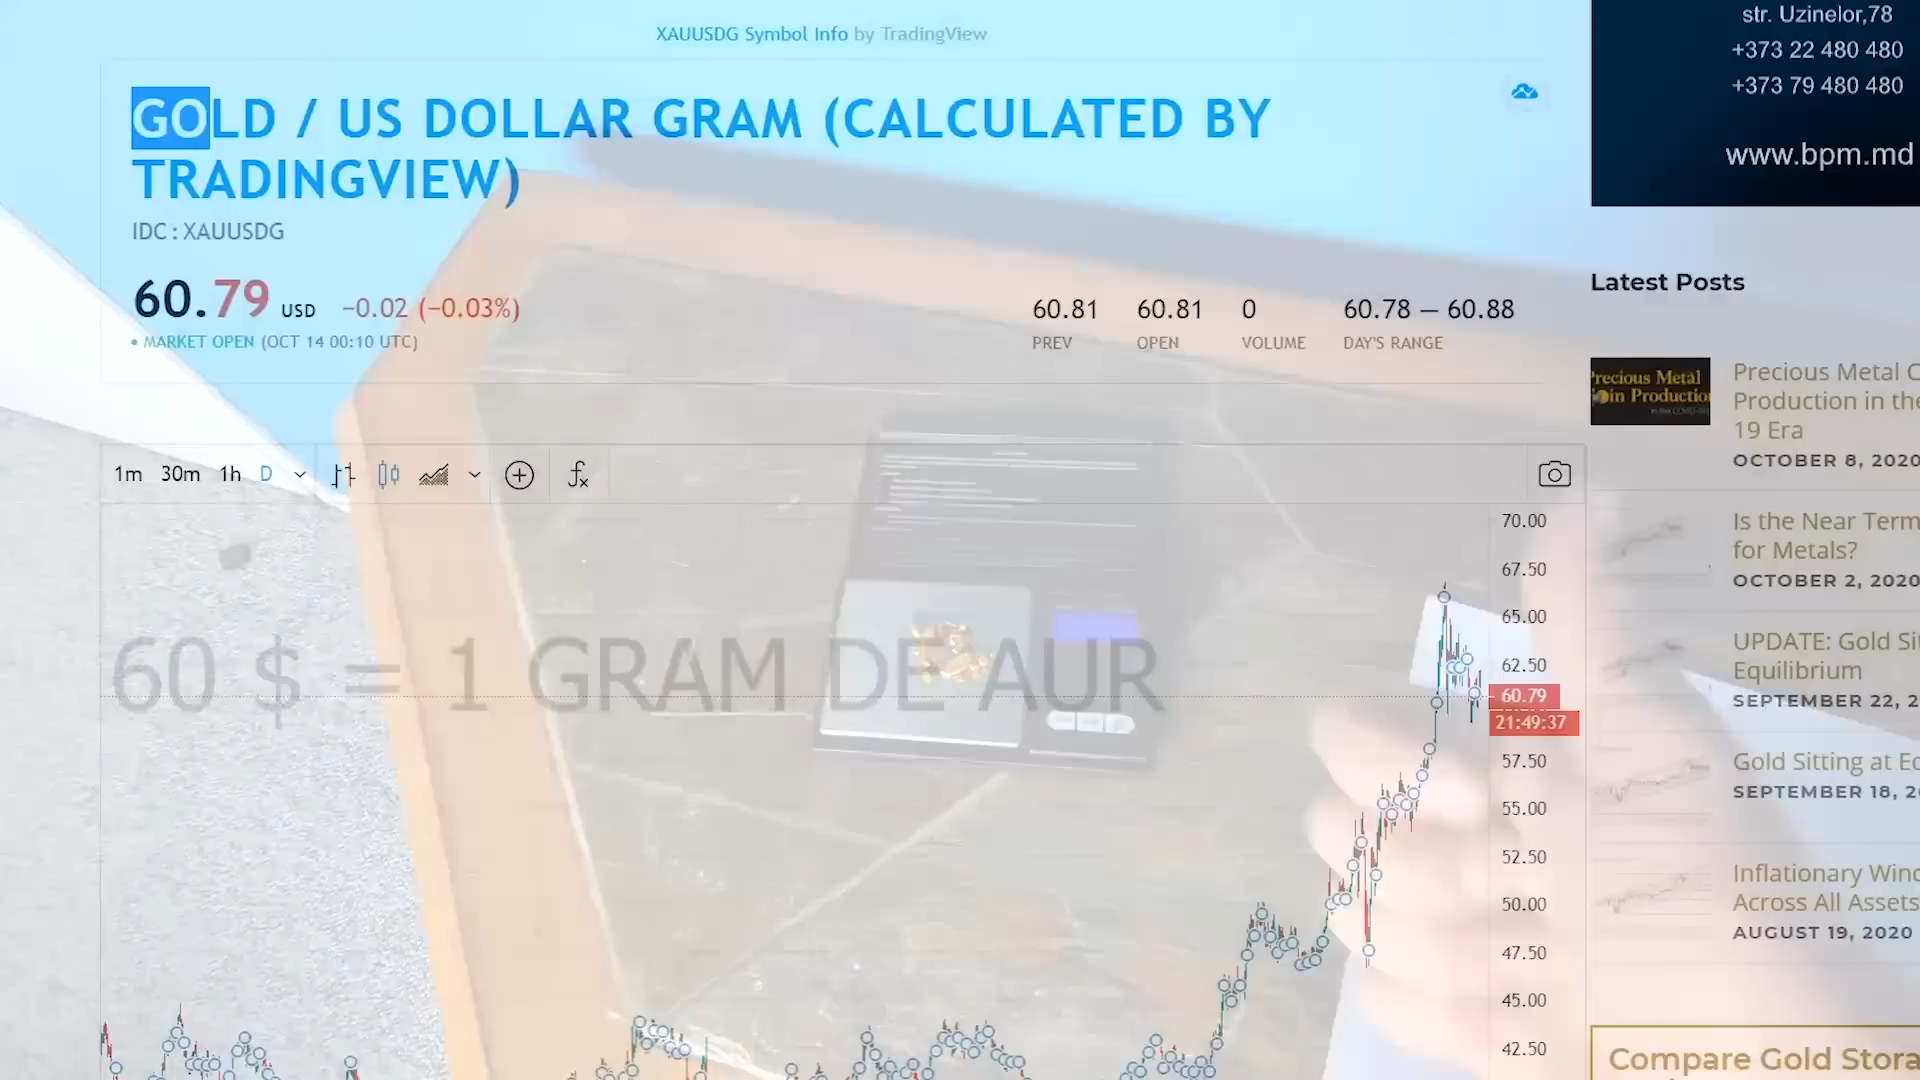 XAUUSDG Symbol Info by TradingView
GOLD / US DOLLAR GRAM (CALCULATED BY
TRADINGVIEW)
IDC : XAUUSDG
60.79 USD −0.02 (−0.03%)
• MARKET OPEN (OCT 14 00:10 UTC)
60.81 60.81 0 60.78 — 60.88
PREV OPEN VOLUME DAY'S RANGE
1m 30m 1h D
70.00
67.50
65.00
62.50
60.79
21:49:37
57.50
55.00
52.50
50.00
47.50
45.00
42.50
60 $ = 1 GRAM DE AUR
str. Uzinelor,78
+373 22 480 480
+373 79 480 480
www.bpm.md
Latest Posts
Precious Metal
Coin Production
Precious Metal C
Production in the
19 Era
OCTOBER 8, 2020
Is the Near Term
for Metals?
OCTOBER 2, 2020
UPDATE: Gold Sit
Equilibrium
SEPTEMBER 22, 2
Gold Sitting at Ec
SEPTEMBER 18, 2
Inflationary Wind
Across All Assets
AUGUST 19, 2020
Compare Gold Stora